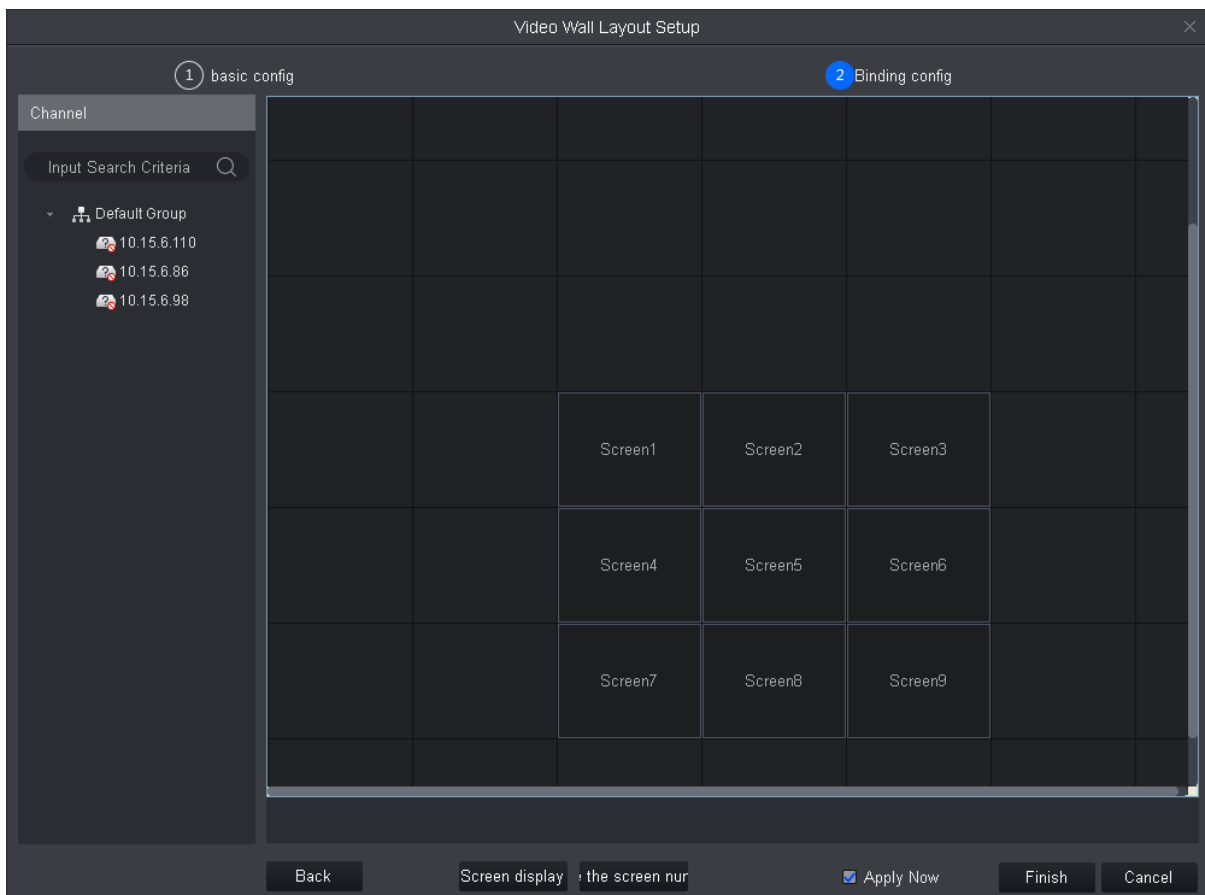 Video Wall Layout Setup
1 basic config
2 Binding config
Channel
Input Search Criteria
Default Group
10.15.6.110
10.15.6.86
10.15.6.98
Screen1 Screen2 Screen3
Screen4 Screen5 Screen6
Screen7 Screen8 Screen9
Back Screen display the screen nur Apply Now Finish Cancel